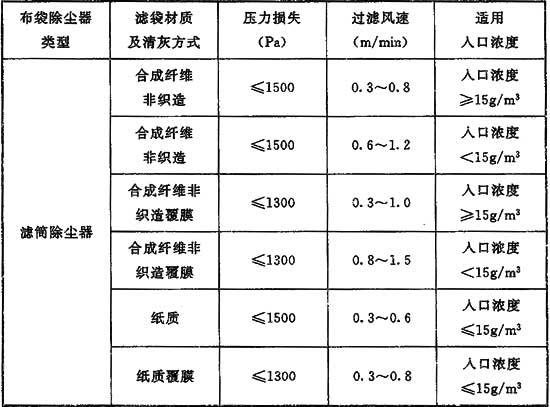 布袋除尘器
类型
滤袋材质
及清灰方式
压力损失
(Pa)
过滤风速
(m/min)
适用
入口浓度
滤筒除尘器
合成纤维
非织造
≤1500
0.3~0.8
入口浓度
≥15g/m³
合成纤维
非织造
≤1500
0.6~1.2
入口浓度
<15g/m³
合成纤维非
织造覆膜
≤1300
0.3~1.0
入口浓度
≥15g/m³
合成纤维非
织造覆膜
≤1300
0.8~1.5
入口浓度
<15g/m³
纸质
≤1500
0.3~0.6
入口浓度
≤15g/m³
纸质覆膜
≤1300
0.3~0.8
入口浓度
≤15g/m³